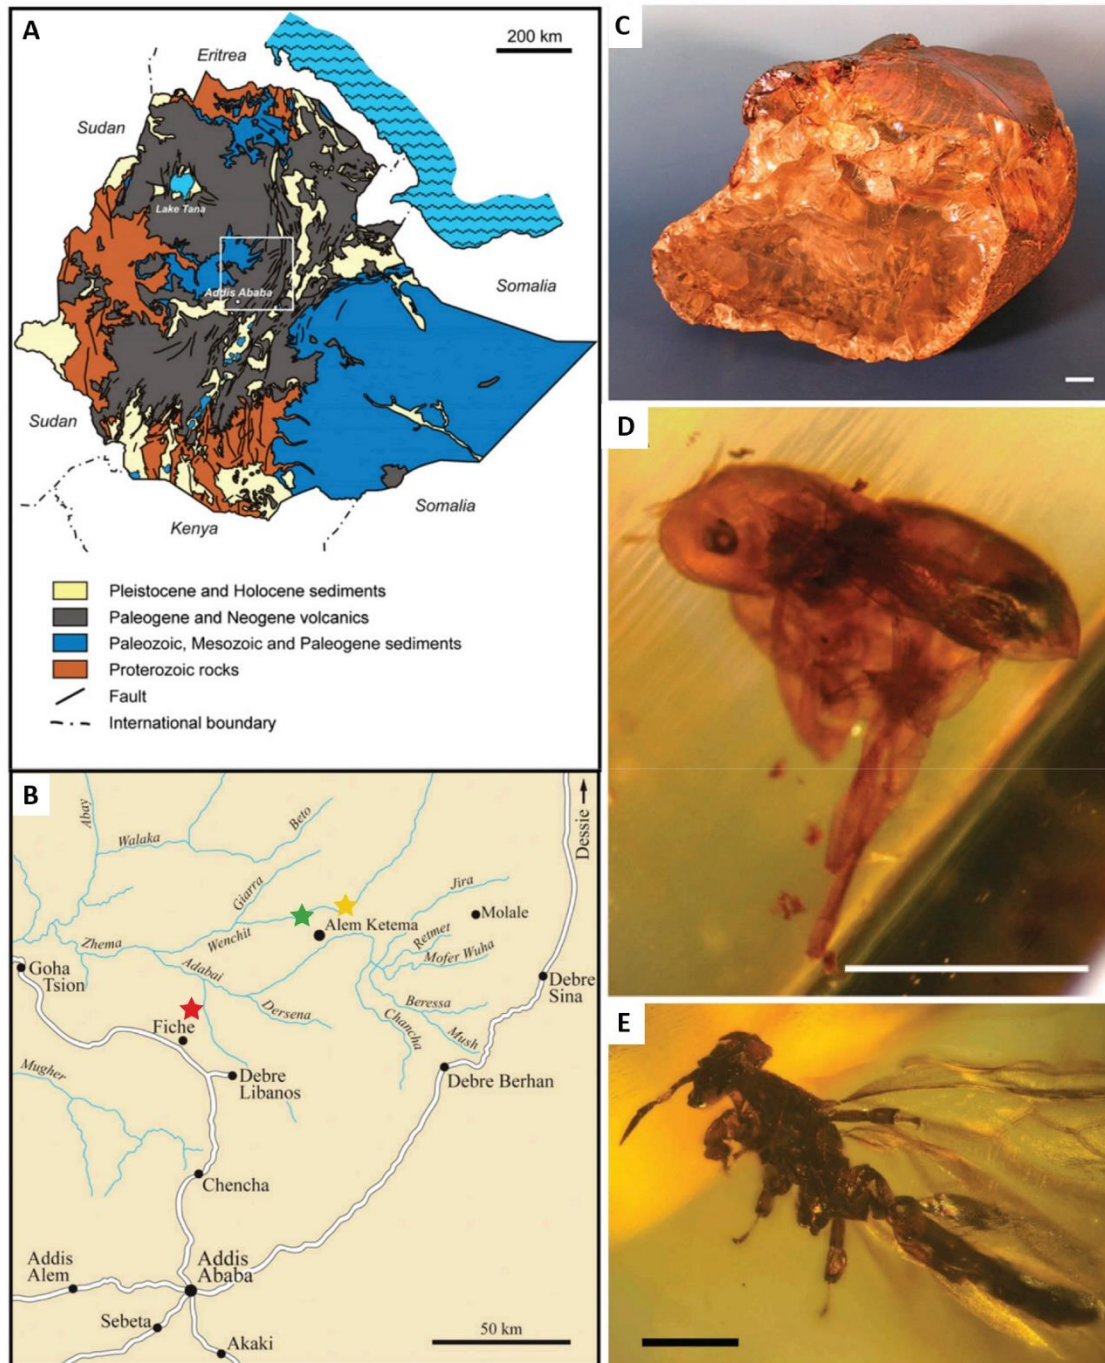 A
200 km
Eritrea
Sudan
Lake Tana
Addis Ababa
Somalia
Sudan
Kenya
Somalia
Pleistocene and Holocene sediments
Paleogene and Neogene volcanics
Paleozoic, Mesozoic and Paleogene sediments
Proterozoic rocks
Fault
International boundary
B
Dessie
Abay
Walaka
Beto
Giarra
Jira
Molale
Wenchit
Alem Ketema
Retmet
Mofer Wuha
Zhema
Goha
Tsion
Adabai
Dersena
Debre
Sina
Beressa
Chancha
Mush
Fiche
Mugher
Debre
Libanos
Debre Berhan
Chencha
Addis
Alem
Addis
Ababa
Sebeta
Akaki
50 km
C
D
E